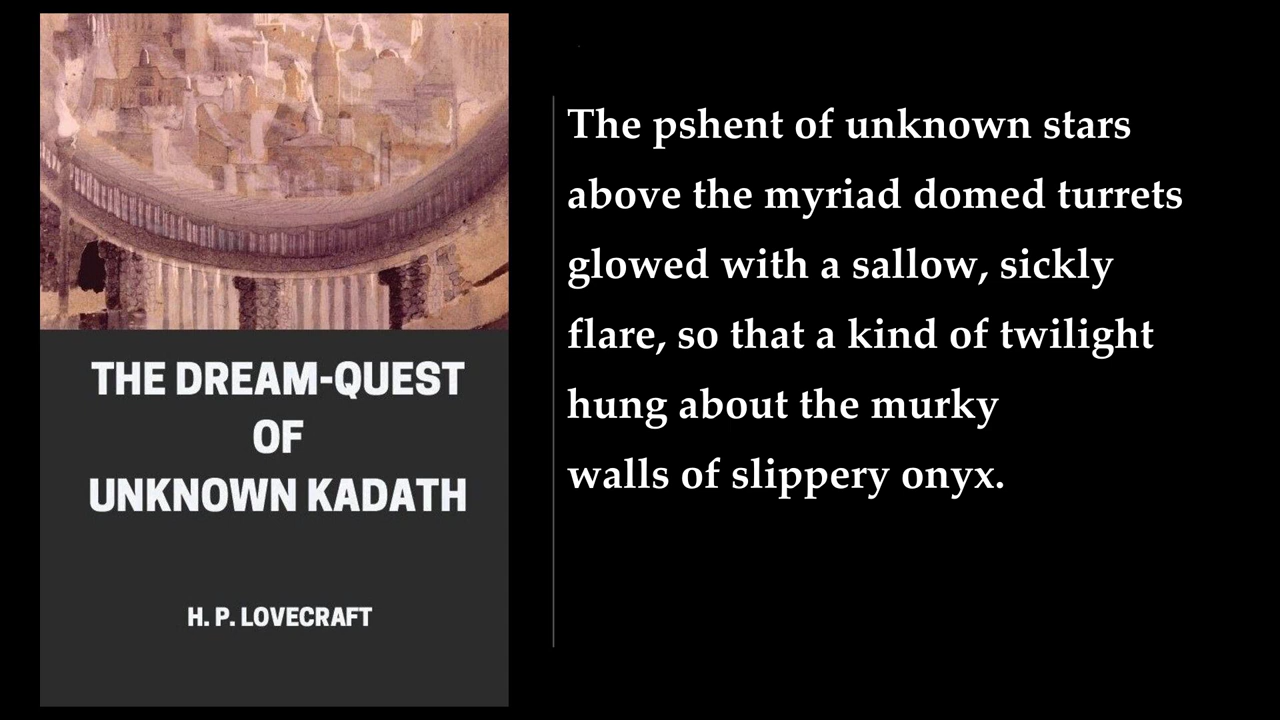 THE DREAM-QUEST
OF
UNKNOWN KADATH
H. P. LOVECRAFT
The pshent of unknown stars
above the myriad domed turrets
glowed with a sallow, sickly
flare, so that a kind of twilight
hung about the murky
walls of slippery onyx.